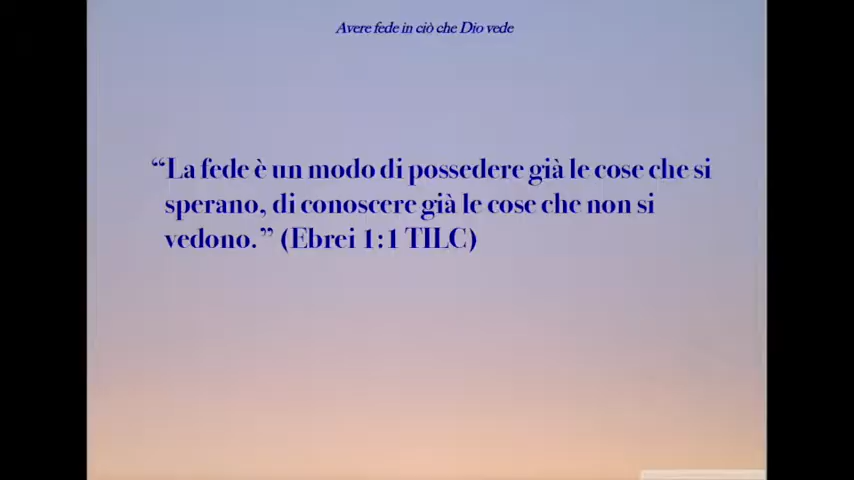 Avere fede in ciò che Dio vede
“La fede è un modo di possedere già le cose che si
sperano, di conoscere già le cose che non si
vedono.” (Ebrei 1:1 TILC)